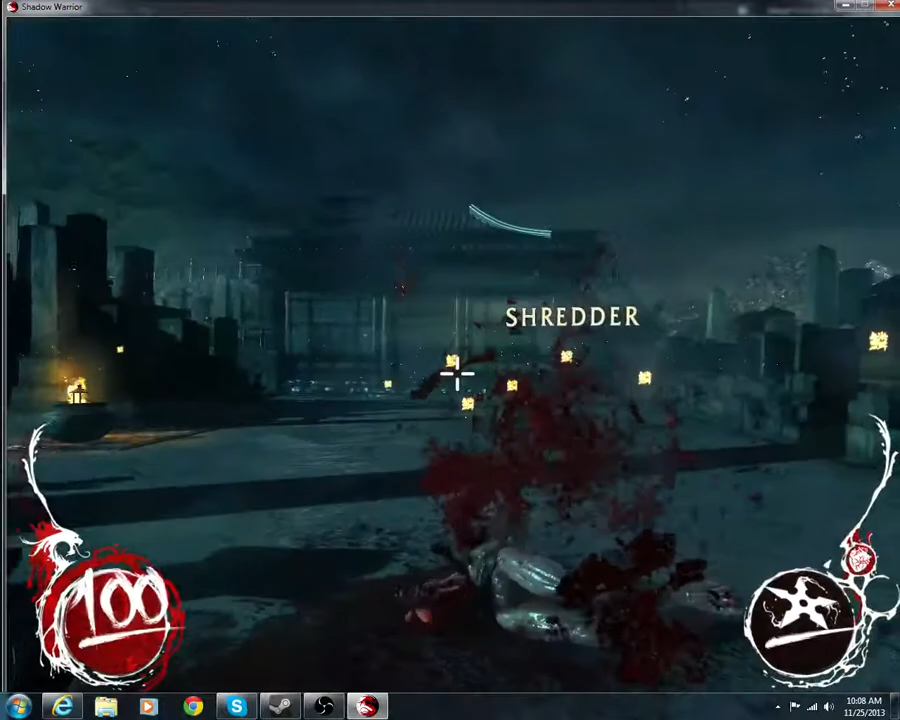 Shadow Warrior
SHREDDER
100
10:08 AM
11/25/2013